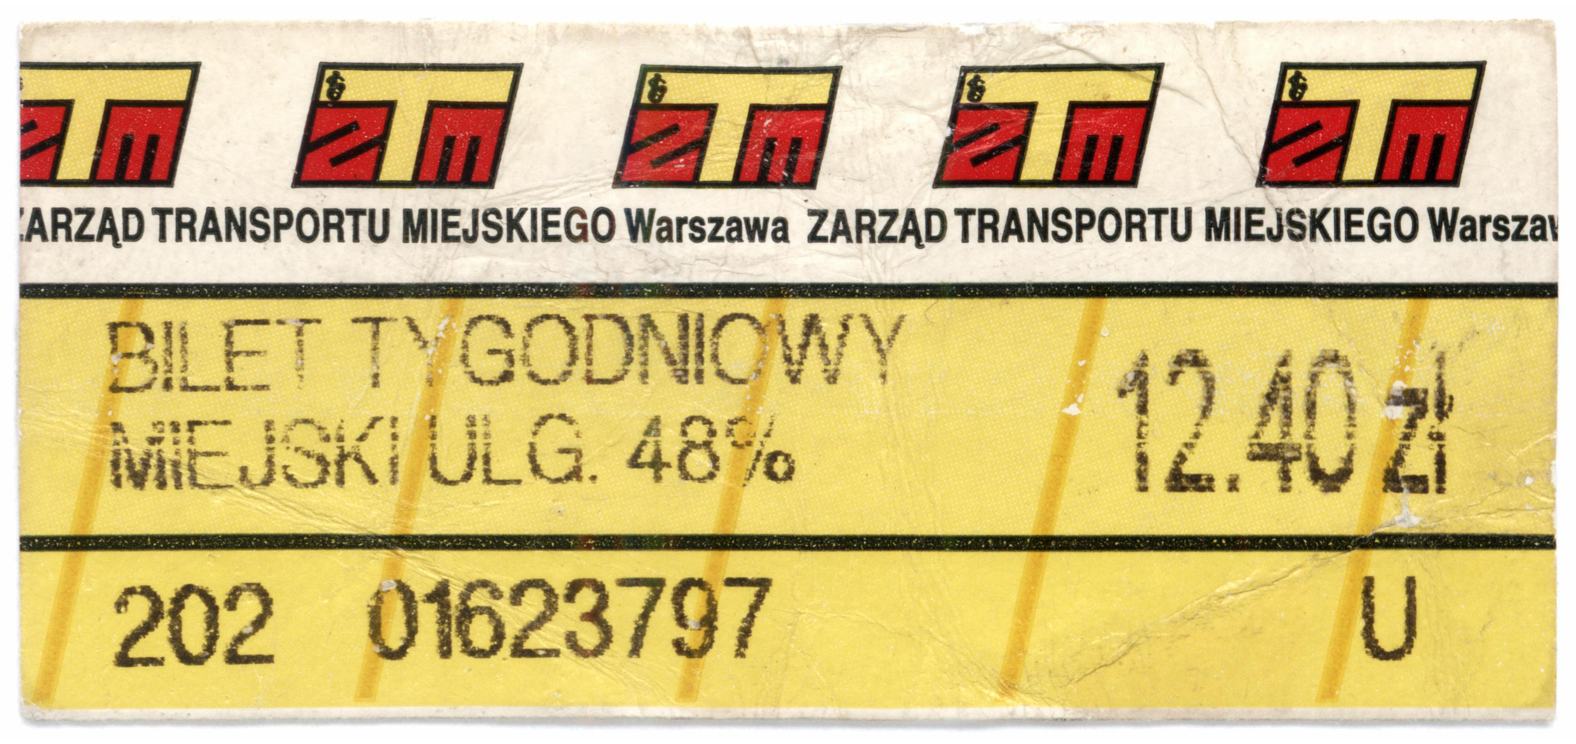 ZTM ZTM ZTM ZTM ZTM
ZARZĄD TRANSPORTU MIEJSKIEGO Warszawa ZARZĄD TRANSPORTU MIEJSKIEGO Warszaw
BILET TYGODNIOWY
MIEJSKI ULG. 48%
12.40 zł
202 01623797 U